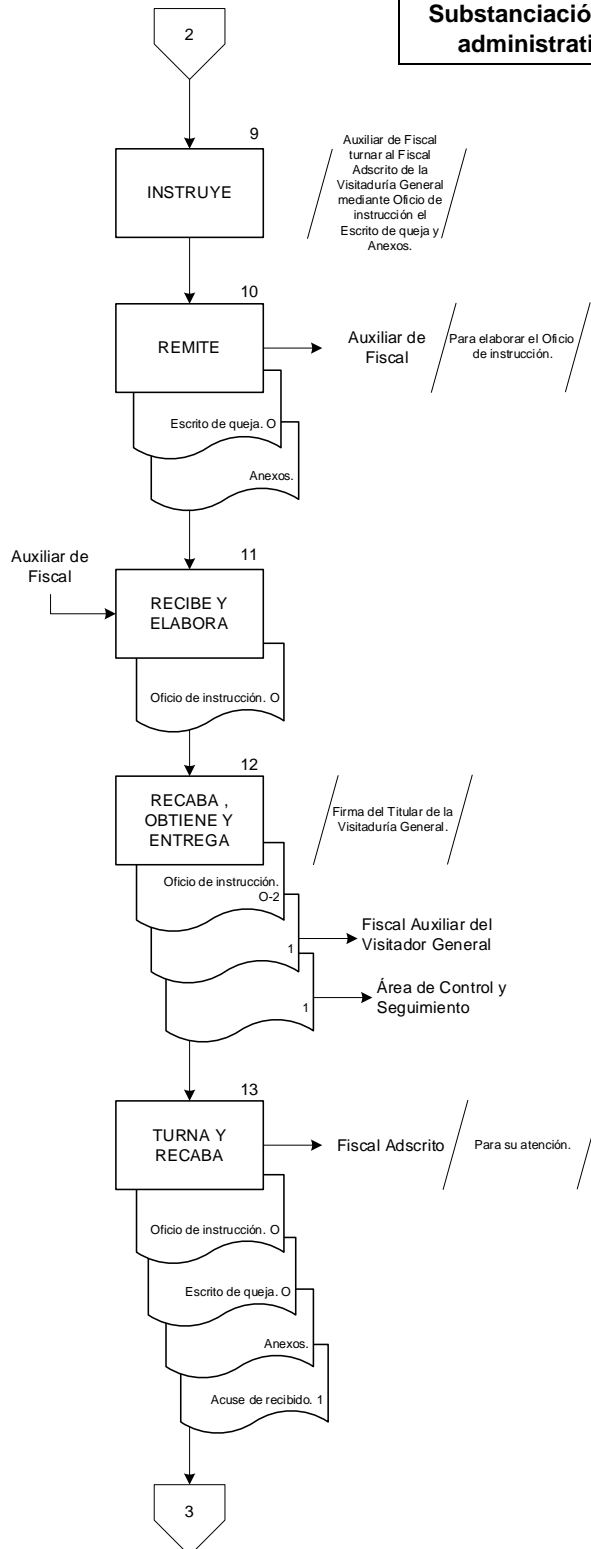 Substanciació
administrati
2
9
INSTRUYE
Auxiliar de Fiscal
turnar al Fiscal
Adscrito de la
Visitaduría General
mediante Oficio de
instrucción el
Escrito de queja y
Anexos.
10
REMITE
Auxiliar de
Fiscal
Para elaborar el Oficio
de instrucción.
Escrito de queja. O
Anexos.
11
Auxiliar de
Fiscal
RECIBE Y
ELABORA
Oficio de instrucción. O
12
RECABA ,
OBTIENE Y
ENTREGA
Firma del Titular de la
Visitaduría General.
Oficio de instrucción.
O-2
1
Fiscal Auxiliar del
Visitador General
1
Área de Control y
Seguimiento
13
TURNA Y
RECABA
Fiscal Adscrito
Para su atención.
Oficio de instrucción. O
Escrito de queja. O
Anexos.
Acuse de recibido. 1
3